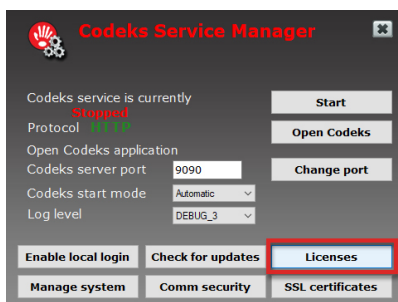 Codeks Service Manager
Codeks service is currently
Stopped
Start
Protocol HTTP
Open Codeks
Open Codeks application
Codeks server port 9090
Change port
Codeks start mode Automatic
Log level DEBUG_3
Enable local login Check for updates Licenses
Manage system Comm security SSL certificates